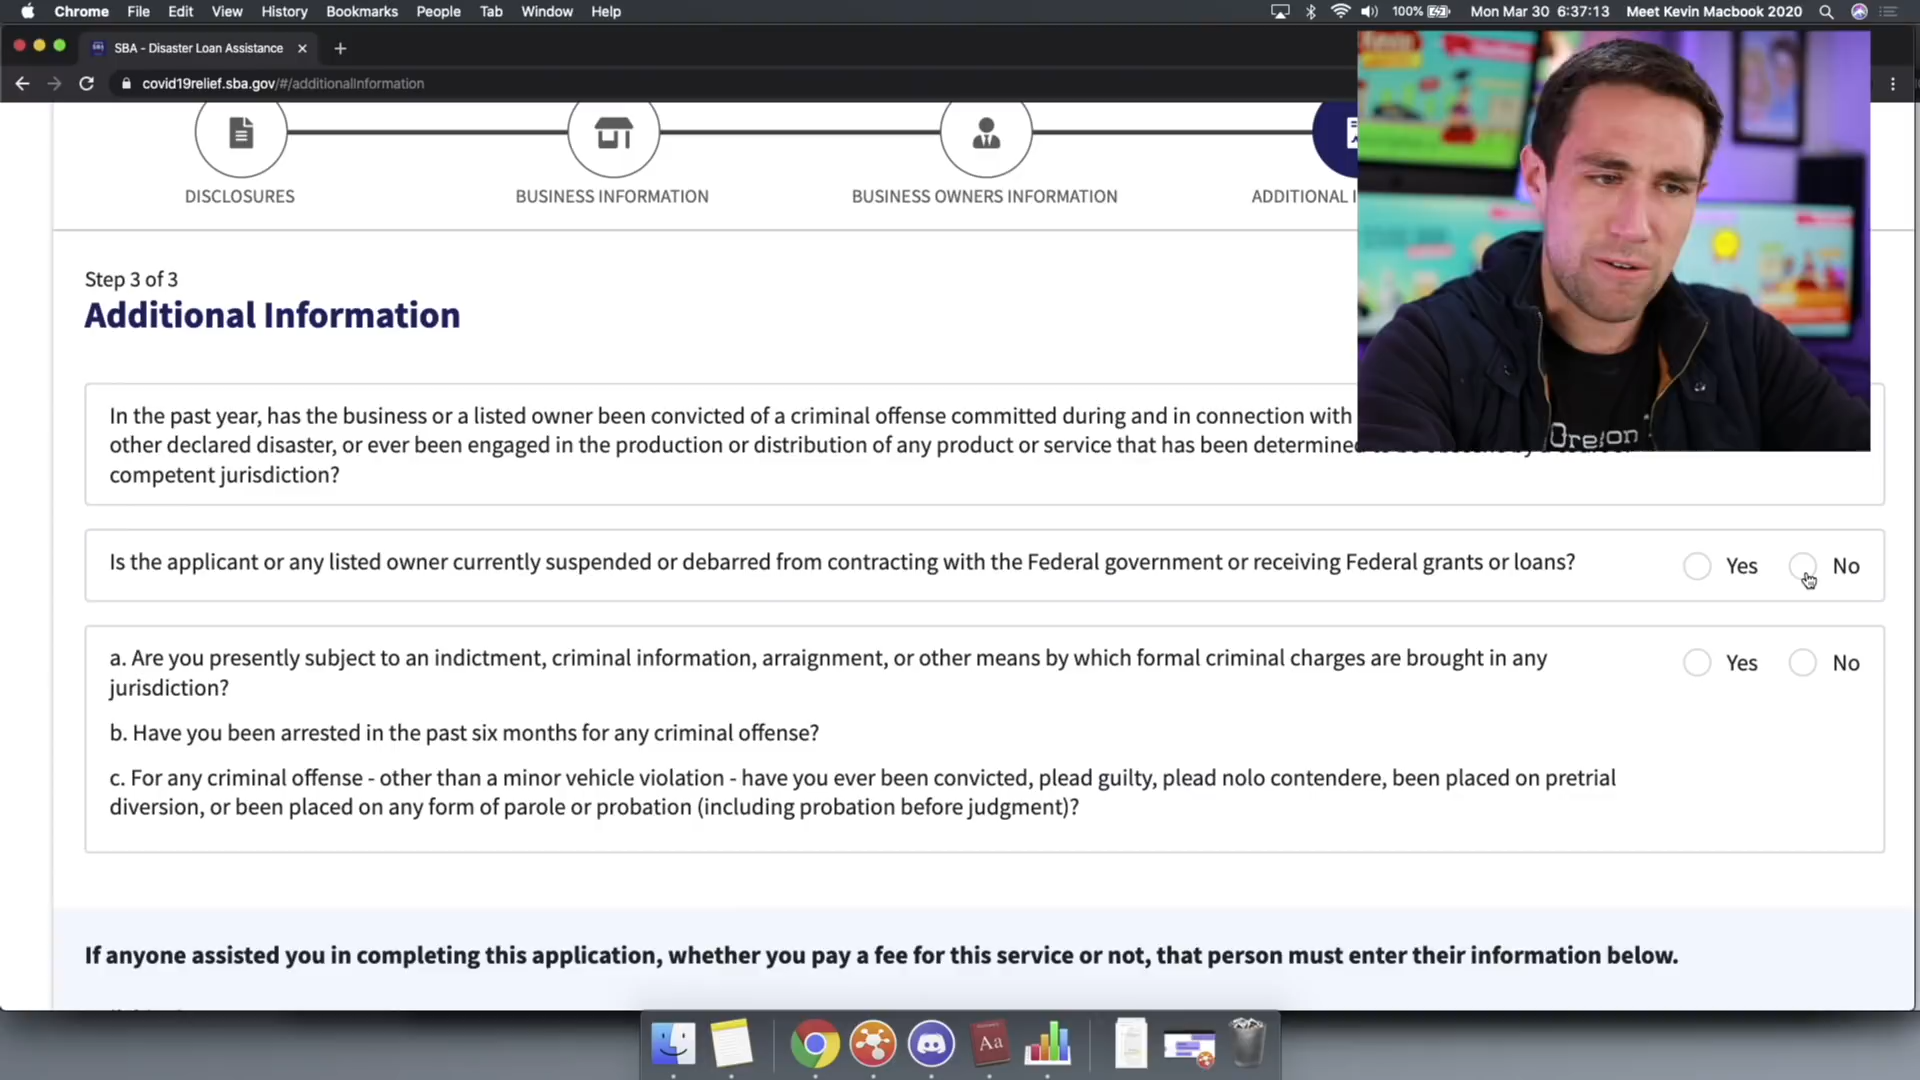 Chrome File Edit View History Bookmarks People Tab Window Help 100% Mon Mar 30 6:37:13 Meet Kevin Macbook 2020
SBA - Disaster Loan Assistance
covid19relief.sba.gov/#/additionalInformation
DISCLOSURES
BUSINESS INFORMATION
BUSINESS OWNERS INFORMATION
ADDITIONAL I
Step 3 of 3
Additional Information
In the past year, has the business or a listed owner been convicted of a criminal offense committed during and in connection with
other declared disaster, or ever been engaged in the production or distribution of any product or service that has been determined
competent jurisdiction?
Oregon
Is the applicant or any listed owner currently suspended or debarred from contracting with the Federal government or receiving Federal grants or loans? Yes No
a. Are you presently subject to an indictment, criminal information, arraignment, or other means by which formal criminal charges are brought in any Yes No
jurisdiction?
b. Have you been arrested in the past six months for any criminal offense?
c. For any criminal offense - other than a minor vehicle violation - have you ever been convicted, plead guilty, plead nolo contendere, been placed on pretrial
diversion, or been placed on any form of parole or probation (including probation before judgment)?
If anyone assisted you in completing this application, whether you pay a fee for this service or not, that person must enter their information below.
Aa